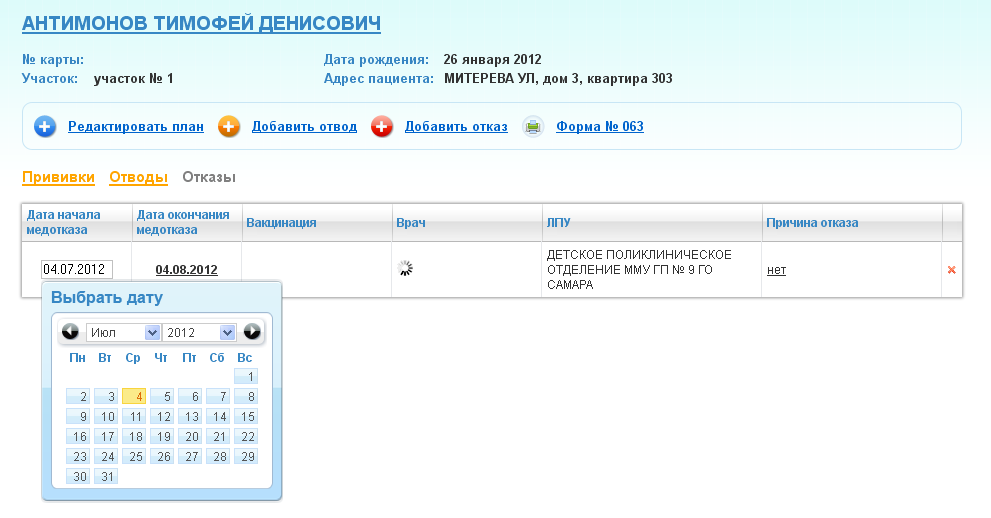 АНТИМОНОВ ТИМОФЕЙ ДЕНИСОВИЧ
№ карты: Дата рождения: 26 января 2012
Участок: участок № 1 Адрес пациента: МИТЕРЕВА УЛ, дом 3, квартира 303
Редактировать план Добавить отвод Добавить отказ Форма № 063
Прививки Отводы Отказы
Дата начала медотказа Дата окончания медотказа Вакцинация Врач ЛПУ Причина отказа
04.07.2012 04.08.2012 ДЕТСКОЕ ПОЛИКЛИНИЧЕСКОЕ ОТДЕЛЕНИЕ ММУ ГП № 9 ГО САМАРА нет
Выбрать дату
Июл 2012
Пн Вт Ср Чт Пт Сб Вс
1
2 3 4 5 6 7 8
9 10 11 12 13 14 15
16 17 18 19 20 21 22
23 24 25 26 27 28 29
30 31